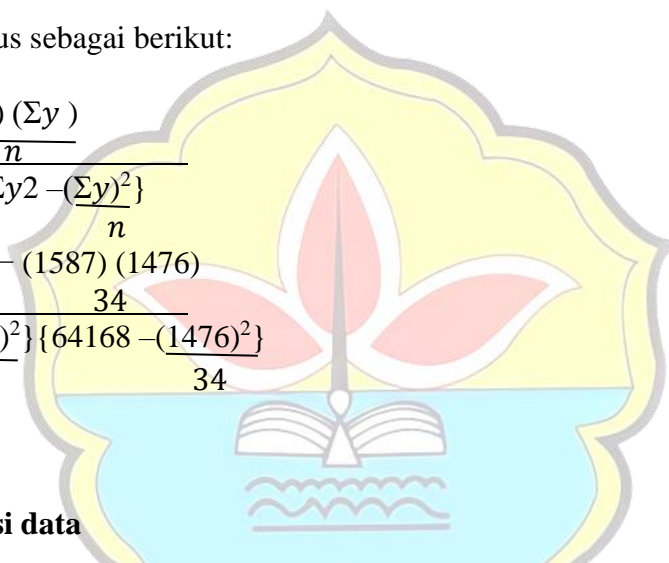 us sebagai berikut:
) (Σy )
n
Σy2 –(Σy)²}
n
– (1587) (1476)
34
)²}{64168 –(1476)²}
34
si data